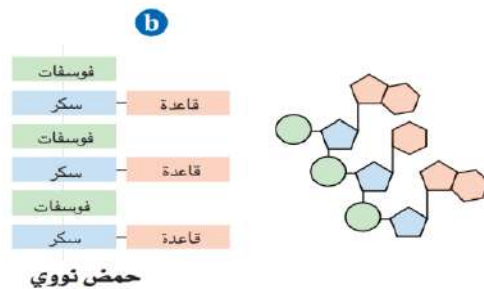 b
فوسفات
سكر قاعدة
فوسفات
سكر قاعدة
فوسفات
سكر قاعدة
حمض نووي